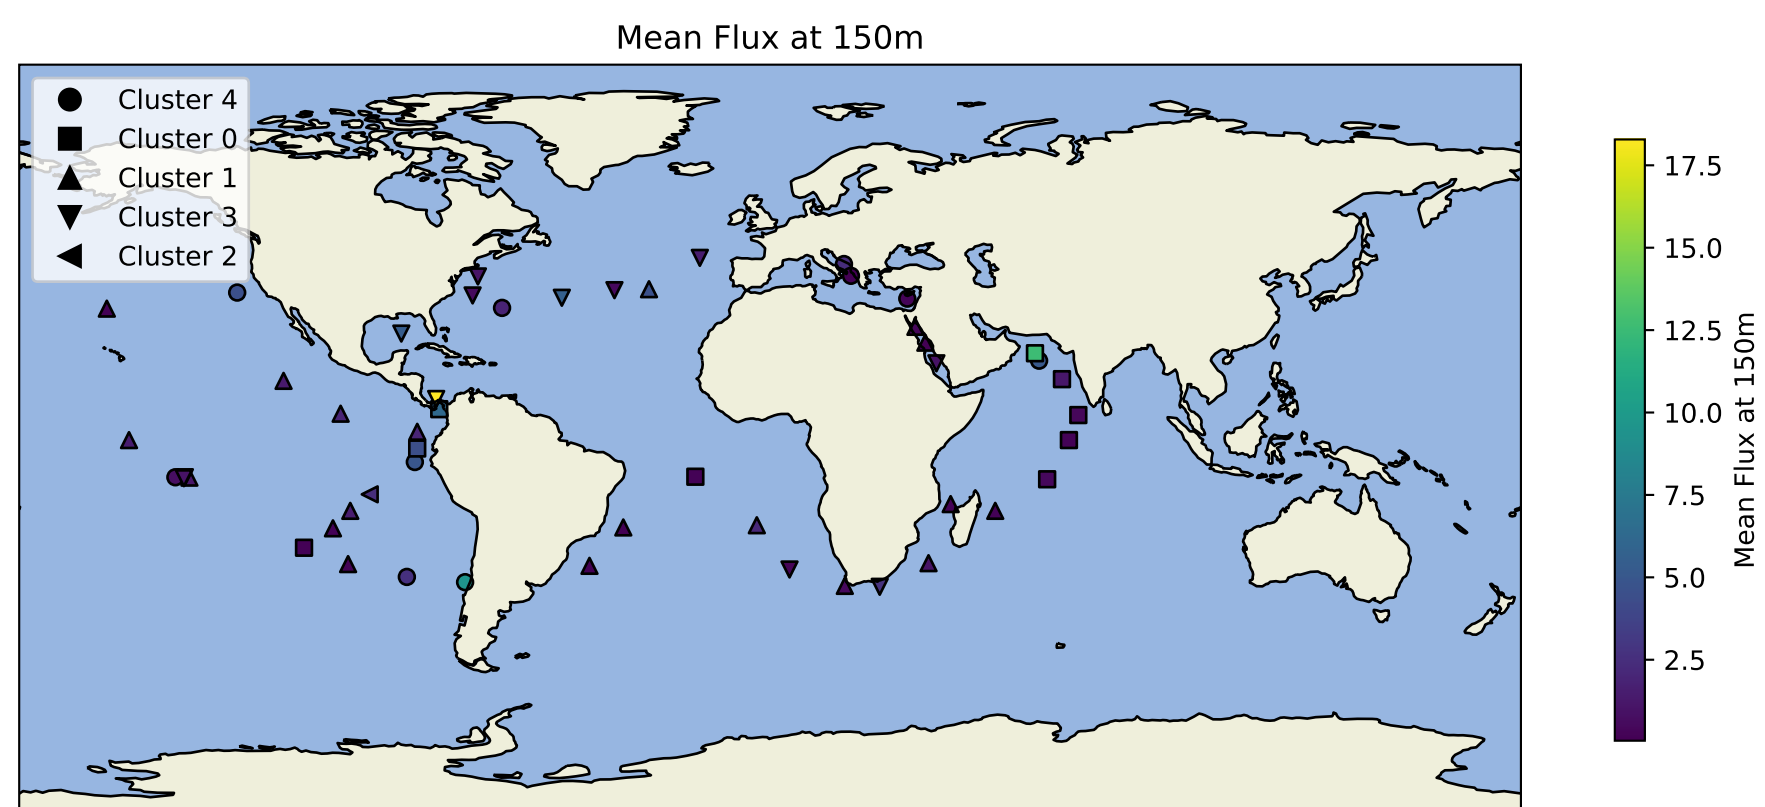 Mean Flux at 150m
Cluster 4
Cluster 0
Cluster 1
Cluster 3
Cluster 2
17.5
15.0
12.5
10.0
7.5
5.0
2.5
Mean Flux at 150m